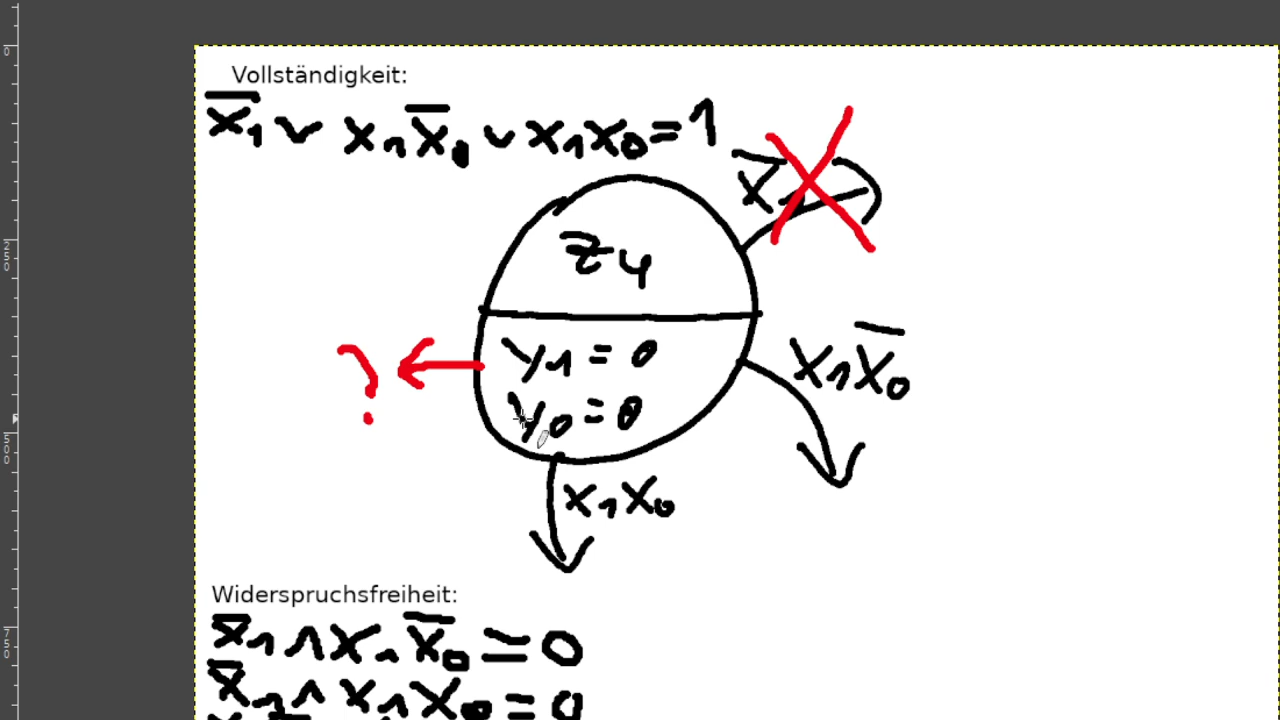 Vollständigkeit:
x̅₁ ∨ x₁x̅₀ ∨ x₁x₀ = 1
x̅
z₄
y₁ = 0
x₁x̅₀
?
y₀ = 0
x₁x₀
Widerspruchsfreiheit:
x̅₁ ∧ x₁x̅₀ = 0
x̅₁ ∧ x₁x₀ = 0